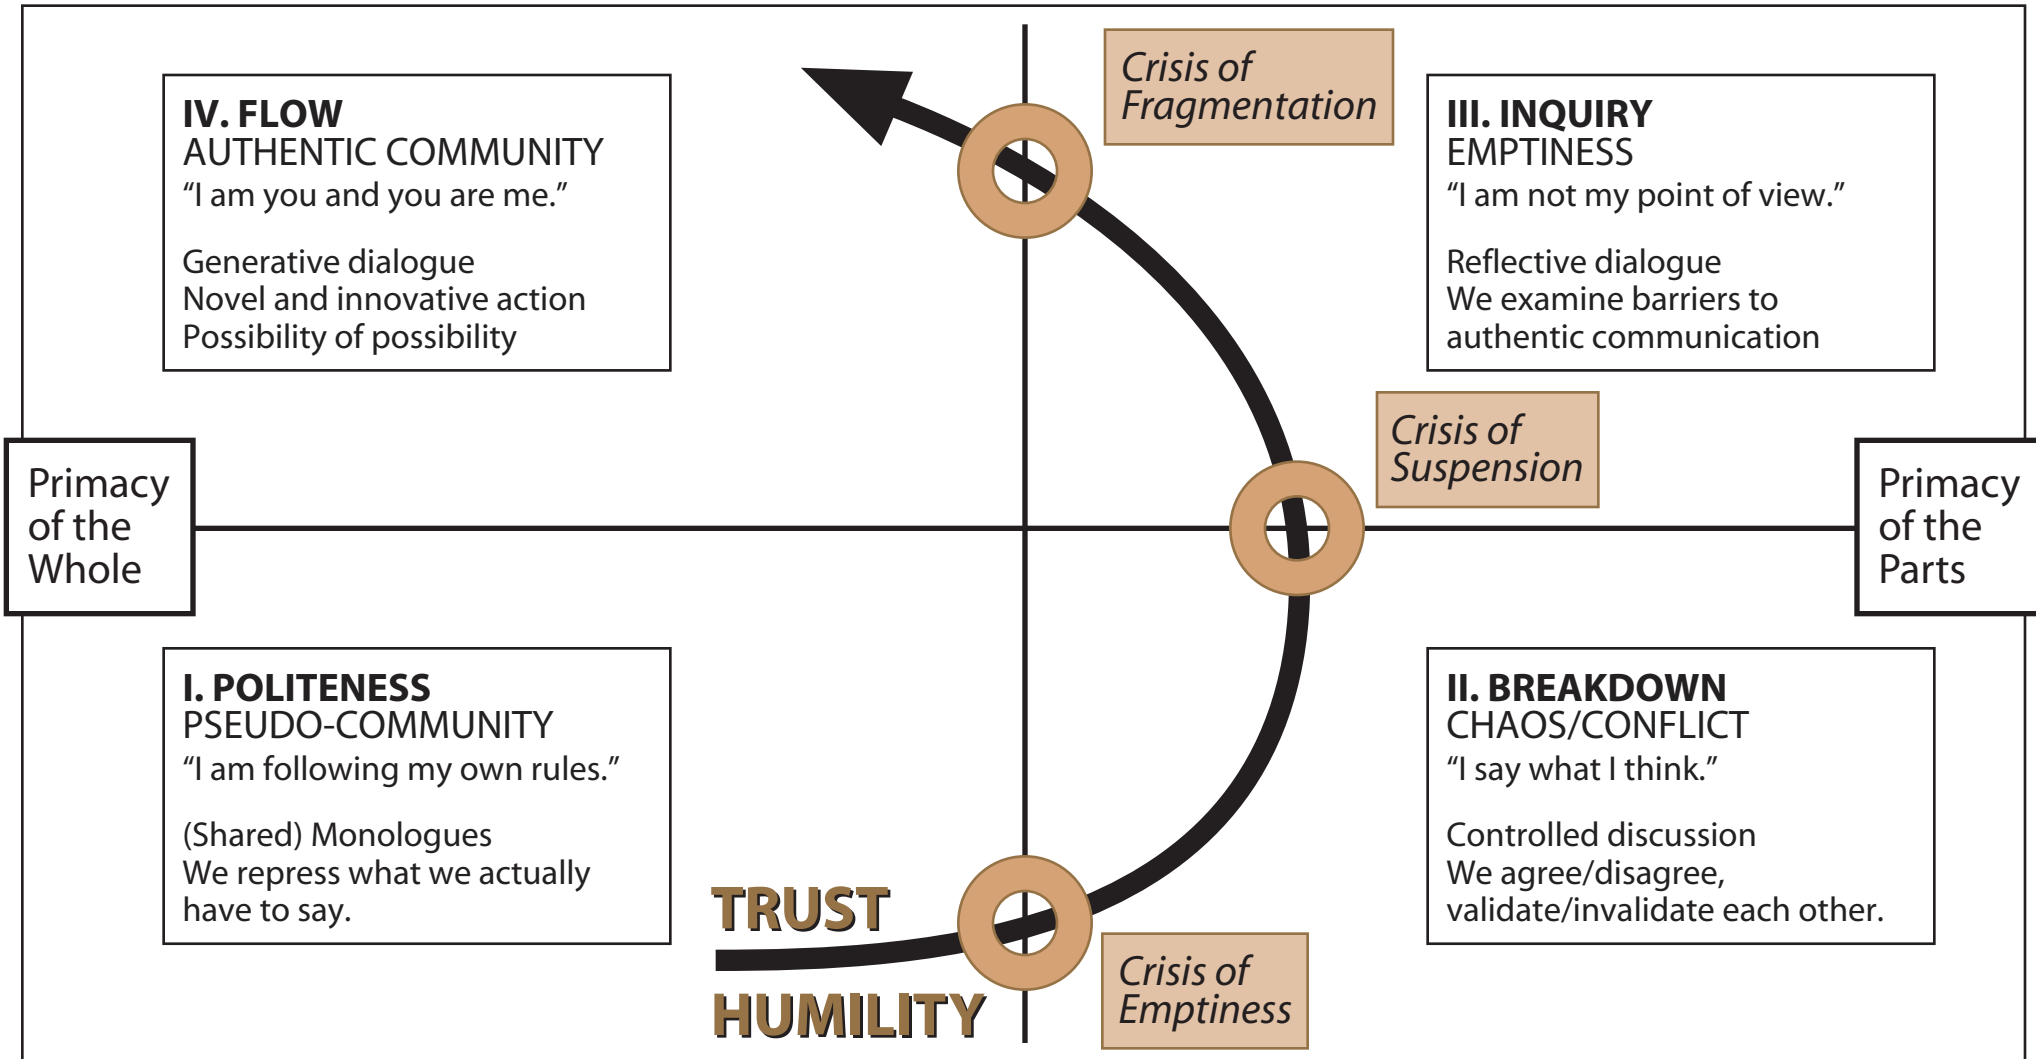 Crisis of
Fragmentation
IV. FLOW
AUTHENTIC COMMUNITY
“I am you and you are me.”
Generative dialogue
Novel and innovative action
Possibility of possibility
III. INQUIRY
EMPTINESS
“I am not my point of view.”
Reflective dialogue
We examine barriers to
authentic communication
Crisis of
Suspension
Primacy
of the
Whole
Primacy
of the
Parts
I. POLITENESS
PSEUDO-COMMUNITY
“I am following my own rules.”
(Shared) Monologues
We repress what we actually
have to say.
II. BREAKDOWN
CHAOS/CONFLICT
“I say what I think.”
Controlled discussion
We agree/disagree,
validate/invalidate each other.
TRUST
HUMILITY
Crisis of
Emptiness